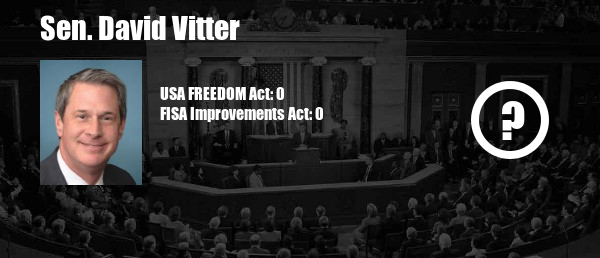 Sen. David Vitter
USA FREEDOM Act: 0
FISA Improvements Act: 0
?